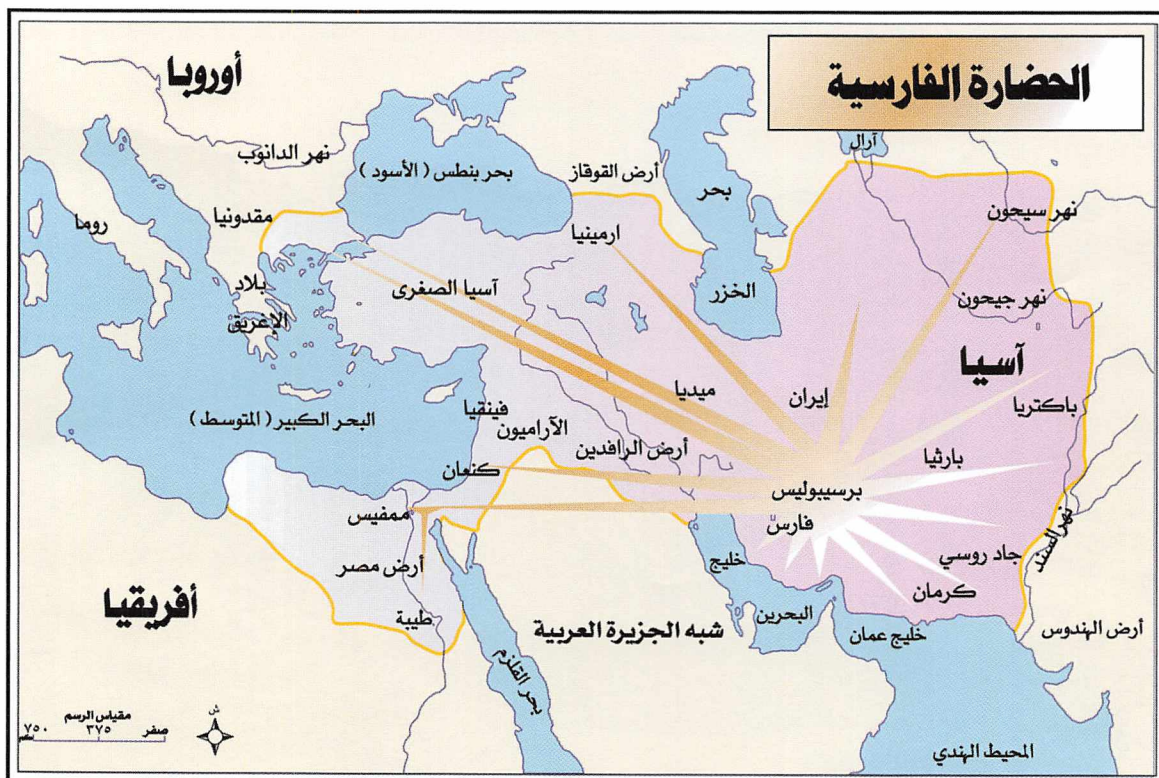 الحضارة الفارسية
أوروبا
آرال
نهر الدانوب
بحر بنطس ( الأسود )
أرض القوقاز
بحر
الخزر
نهر سيحون
مقدونيا
روما
ارمينيا
بلاد
الإغريق
آسيا الصغرى
نهر جيحون
آسيا
ميديا
إيران
باكتريا
فينقيا
البحر الكبير ( المتوسط )
الآراميون
أرض الرافدين
بارثيا
كنعان
برسيبوليس
ممفيس
فارس
نهر السند
جاد روسي
خليج
أرض مصر
كرمان
أفريقيا
البحرين
طيبة
شبه الجزيرة العربية
خليج عمان
أرض الهندوس
بحر القلزم
ش
مقياس الرسم
٧٥٠ ٣٧٥ صفر
كم
المحيط الهندي